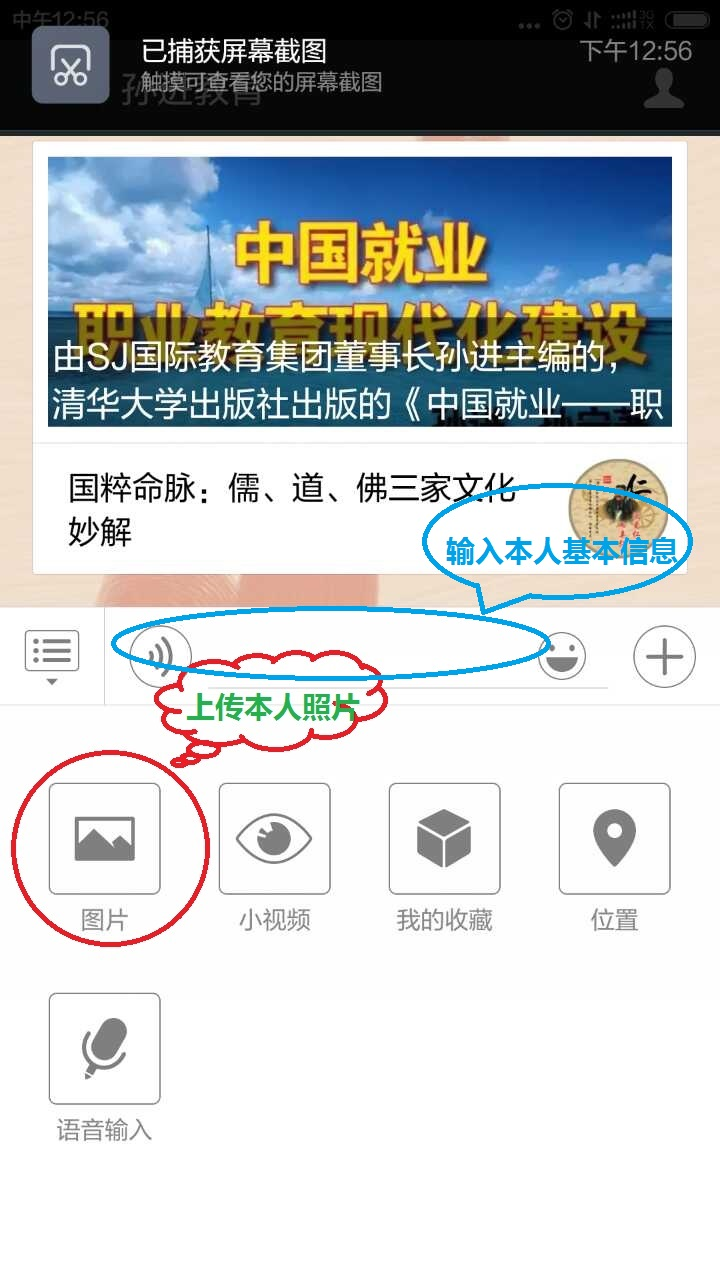 中午12:56
3G
TX
已捕获屏幕截图
下午12:56
触摸可查看您的屏幕截图
孙进教育
中国就业
职业教育现代化建设
由SJ国际教育集团董事长孙进主编的，
清华大学出版社出版的《中国就业——职
国粹命脉：儒、道、佛三家文化
妙解
输入本人基本信息
上传本人照片
图片
小视频
我的收藏
位置
语音输入